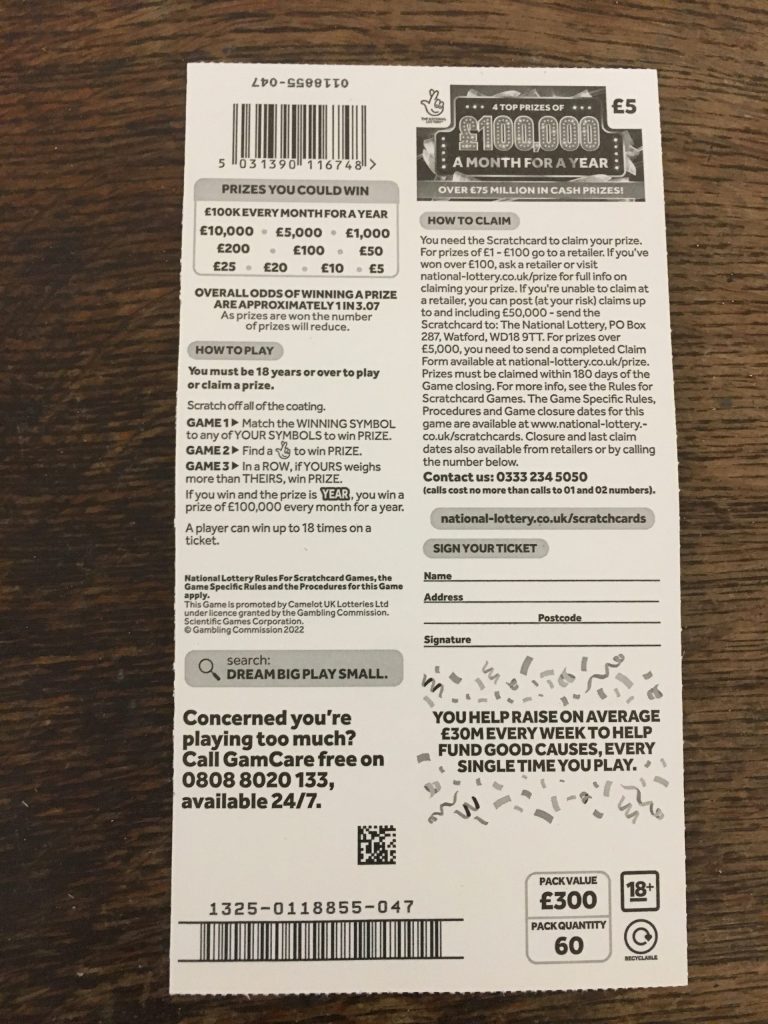 0118855-047
5 031390 116748 >
PRIZES YOU COULD WIN
£100K EVERY MONTH FOR A YEAR
£10,000 • £5,000 • £1,000
£200 • £100 • £50
£25 • £20 • £10 • £5
OVERALL ODDS OF WINNING A PRIZE
ARE APPROXIMATELY 1 IN 3.07
As prizes are won the number
of prizes will reduce.
HOW TO PLAY
You must be 18 years or over to play
or claim a prize.
Scratch off all of the coating.
GAME 1 ▶ Match the WINNING SYMBOL
to any of YOUR SYMBOLS to win PRIZE.
GAME 2 ▶ Find a to win PRIZE.
GAME 3 ▶ In a ROW, if YOURS weighs
more than THEIRS, win PRIZE.
If you win and the prize is YEAR, you win a
prize of £100,000 every month for a year.
A player can win up to 18 times on a
ticket.
National Lottery Rules For Scratchcard Games, the
Game Specific Rules and the Procedures for this Game
apply.
This Game is promoted by Camelot UK Lotteries Ltd
under licence granted by the Gambling Commission.
Scientific Games Corporation.
© Gambling Commission 2022
search:
DREAM BIG PLAY SMALL.
Concerned you're
playing too much?
Call GamCare free on
0808 8020 133,
available 24/7.
1325-0118855-047
THE NATIONAL
LOTTERY
4 TOP PRIZES OF
£5
£100,000
A MONTH FOR A YEAR
OVER £75 MILLION IN CASH PRIZES!
HOW TO CLAIM
You need the Scratchcard to claim your prize.
For prizes of £1 - £100 go to a retailer. If you've
won over £100, ask a retailer or visit
national-lottery.co.uk/prize for full info on
claiming your prize. If you're unable to claim at
a retailer, you can post (at your risk) claims up
to and including £50,000 - send the
Scratchcard to: The National Lottery, PO Box
287, Watford, WD18 9TT. For prizes over
£5,000, you need to send a completed Claim
Form available at national-lottery.co.uk/prize.
Prizes must be claimed within 180 days of the
Game closing. For more info, see the Rules for
Scratchcard Games. The Game Specific Rules,
Procedures and Game closure dates for this
game are available at www.national-lottery.-
co.uk/scratchcards. Closure and last claim
dates also available from retailers or by calling
the number below.
Contact us: 0333 234 5050
(calls cost no more than calls to 01 and 02 numbers).
national-lottery.co.uk/scratchcards
SIGN YOUR TICKET
Name
Address
Postcode
Signature
YOU HELP RAISE ON AVERAGE
£30M EVERY WEEK TO HELP
FUND GOOD CAUSES, EVERY
SINGLE TIME YOU PLAY.
PACK VALUE
£300
PACK QUANTITY
60
18+
RECYCLABLE